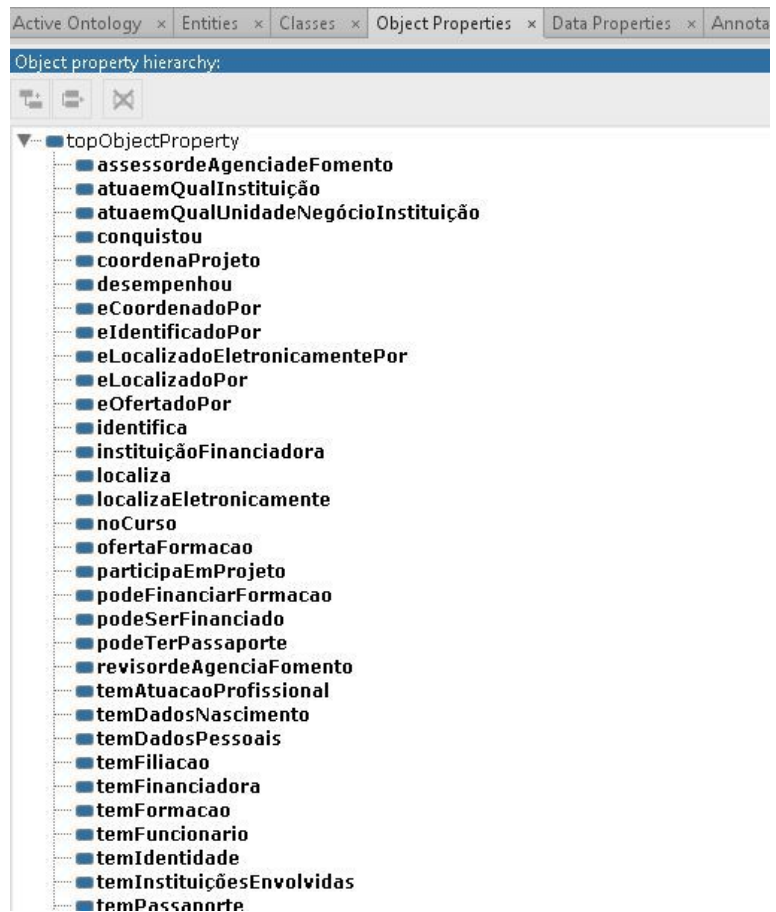 Active Ontology × Entities × Classes × Object Properties × Data Properties × Annota
Object property hierarchy:
topObjectProperty
assessordeAgenciadeFomento
atuaemQualInstituição
atuaemQualUnidadeNegócioInstituição
conquistou
coordenaProjeto
desempenhou
eCoordenadoPor
eIdentificadoPor
eLocalizadoEletronicamentePor
eLocalizadoPor
eOfertadoPor
identifica
instituiçãoFinanciadora
localiza
localizaEletronicamente
noCurso
ofertaFormacao
participaEmProjeto
podeFinanciarFormacao
podeSerFinanciado
podeTerPassaporte
revisordeAgenciaFomento
temAtuacaoProfissional
temDadosNascimento
temDadosPessoais
temFiliacao
temFinanciadora
temFormacao
temFuncionario
temIdentidade
temInstituiçõesEnvolvidas
temPassaporte